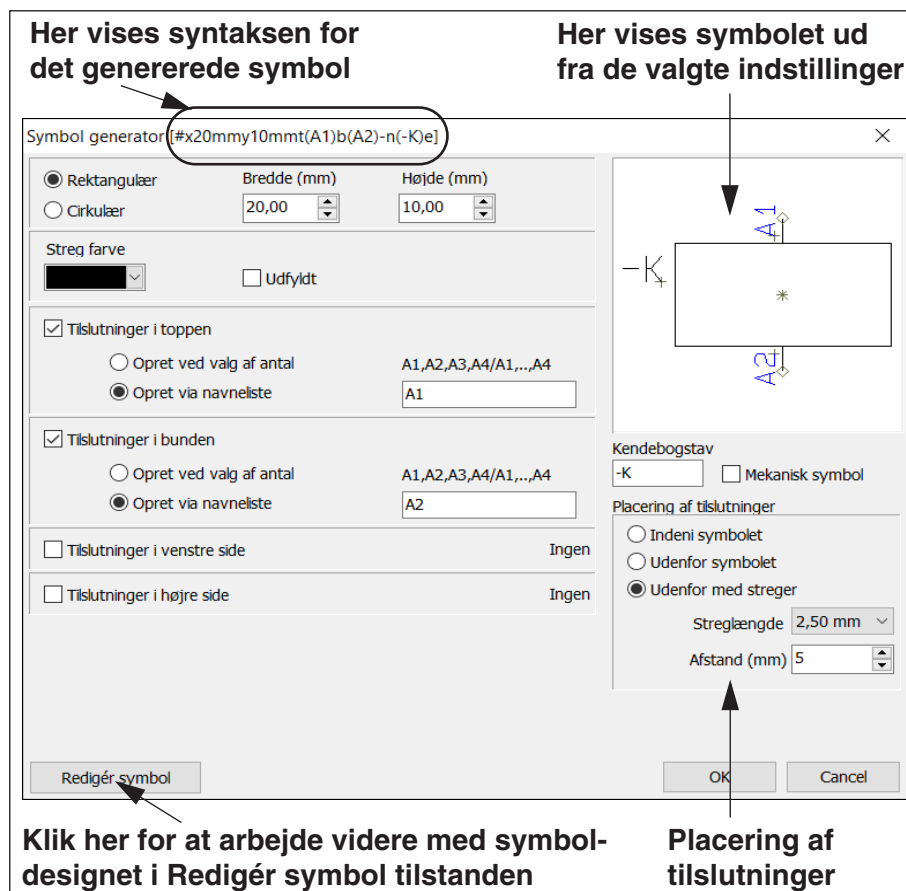 Her vises syntaksen for
det genererede symbol
Her vises symbolet ud
fra de valgte indstillinger
Symbol generator [#x20mmy10mmt(A1)b(A2)-n(-K)e]
Rektangulær
Bredde (mm)
Højde (mm)
Cirkulær
20,00
10,00
Streg farve
Udfyldt
Tilslutninger i toppen
Opret ved valg af antal
A1,A2,A3,A4/A1,..,A4
Opret via navneliste
A1
Tilslutninger i bunden
Opret ved valg af antal
A1,A2,A3,A4/A1,..,A4
Opret via navneliste
A2
Tilslutninger i venstre side
Ingen
Tilslutninger i højre side
Ingen
A1
-K
A2
Kendebogstav
-K
Mekanisk symbol
Placering af tilslutninger
Indeni symbolet
Udenfor symbolet
Udenfor med streger
Streglængde
2,50 mm
Afstand (mm)
5
Redigér symbol
OK
Cancel
Klik her for at arbejde videre med symbol-
designet i Redigér symbol tilstanden
Placering af
tilslutninger